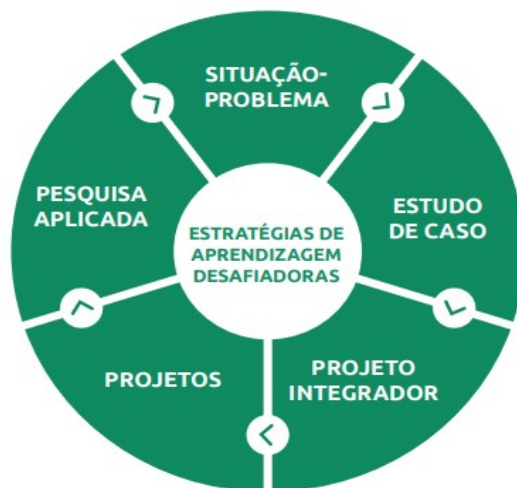 SITUAÇÃO-
PROBLEMA
ESTUDO
DE CASO
PROJETO
INTEGRADOR
PROJETOS
PESQUISA
APLICADA
ESTRATÉGIAS DE
APRENDIZAGEM
DESAFIADORAS